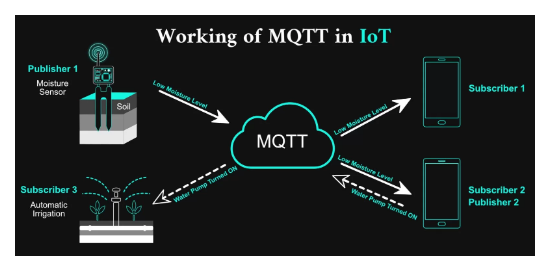 Working of MQTT in IoT
Publisher 1
Moisture
Sensor
Soil
Low Moisture Level
MQTT
Low Moisture Level
Subscriber 1
Low Moisture Level
Water Pump Turned ON
Subscriber 2
Publisher 2
Water Pump Turned ON
Subscriber 3
Automatic
Irrigation